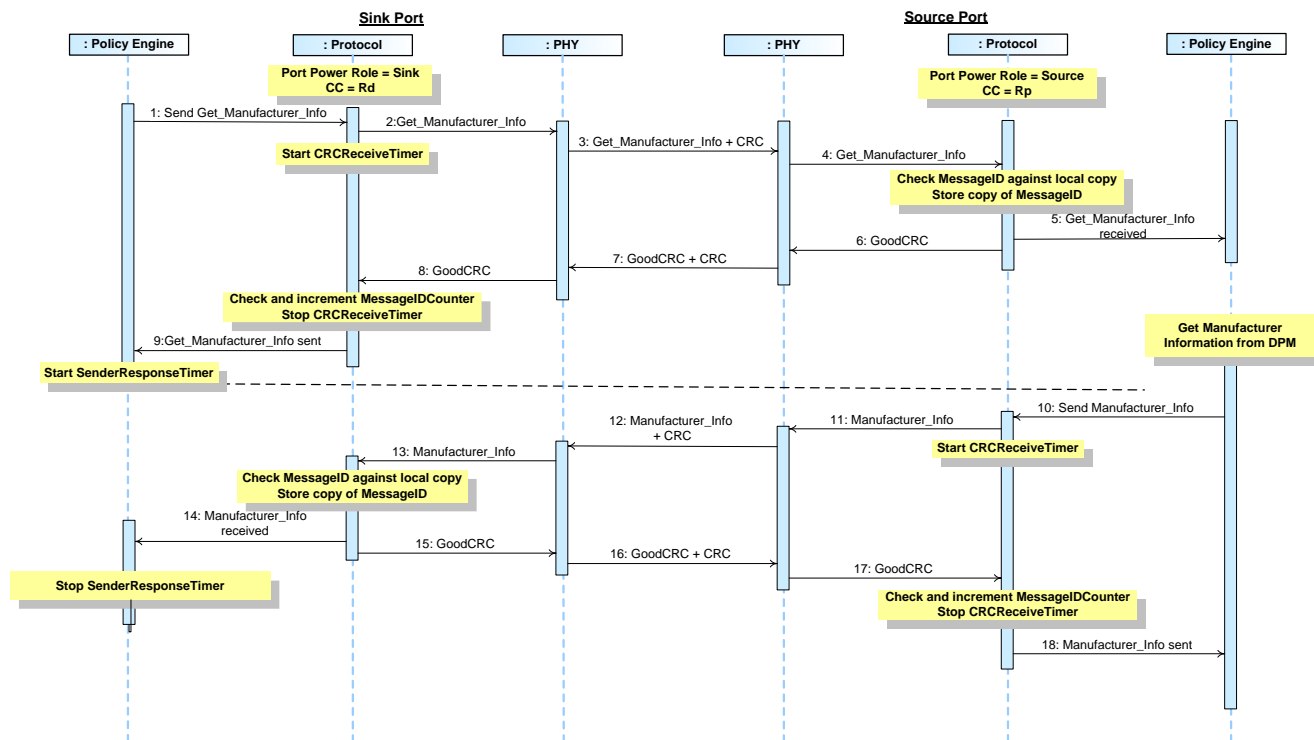 Sink Port
Source Port
: Policy Engine
: Protocol
: PHY
: PHY
: Protocol
: Policy Engine
Port Power Role = Sink
CC = Rd
Port Power Role = Source
CC = Rp
1: Send Get_Manufacturer_Info
2:Get_Manufacturer_Info
Start CRCReceiveTimer
3: Get_Manufacturer_Info + CRC
4: Get_Manufacturer_Info
Check MessageID against local copy
Store copy of MessageID
5: Get_Manufacturer_Info
received
6: GoodCRC
7: GoodCRC + CRC
8: GoodCRC
Check and increment MessageIDCounter
Stop CRCReceiveTimer
9:Get_Manufacturer_Info sent
Start SenderResponseTimer
Get Manufacturer
Information from DPM
10: Send Manufacturer_Info
11: Manufacturer_Info
Start CRCReceiveTimer
12: Manufacturer_Info
+ CRC
13: Manufacturer_Info
Check MessageID against local copy
Store copy of MessageID
14: Manufacturer_Info
received
15: GoodCRC
16: GoodCRC + CRC
17: GoodCRC
Stop SenderResponseTimer
Check and increment MessageIDCounter
Stop CRCReceiveTimer
18: Manufacturer_Info sent